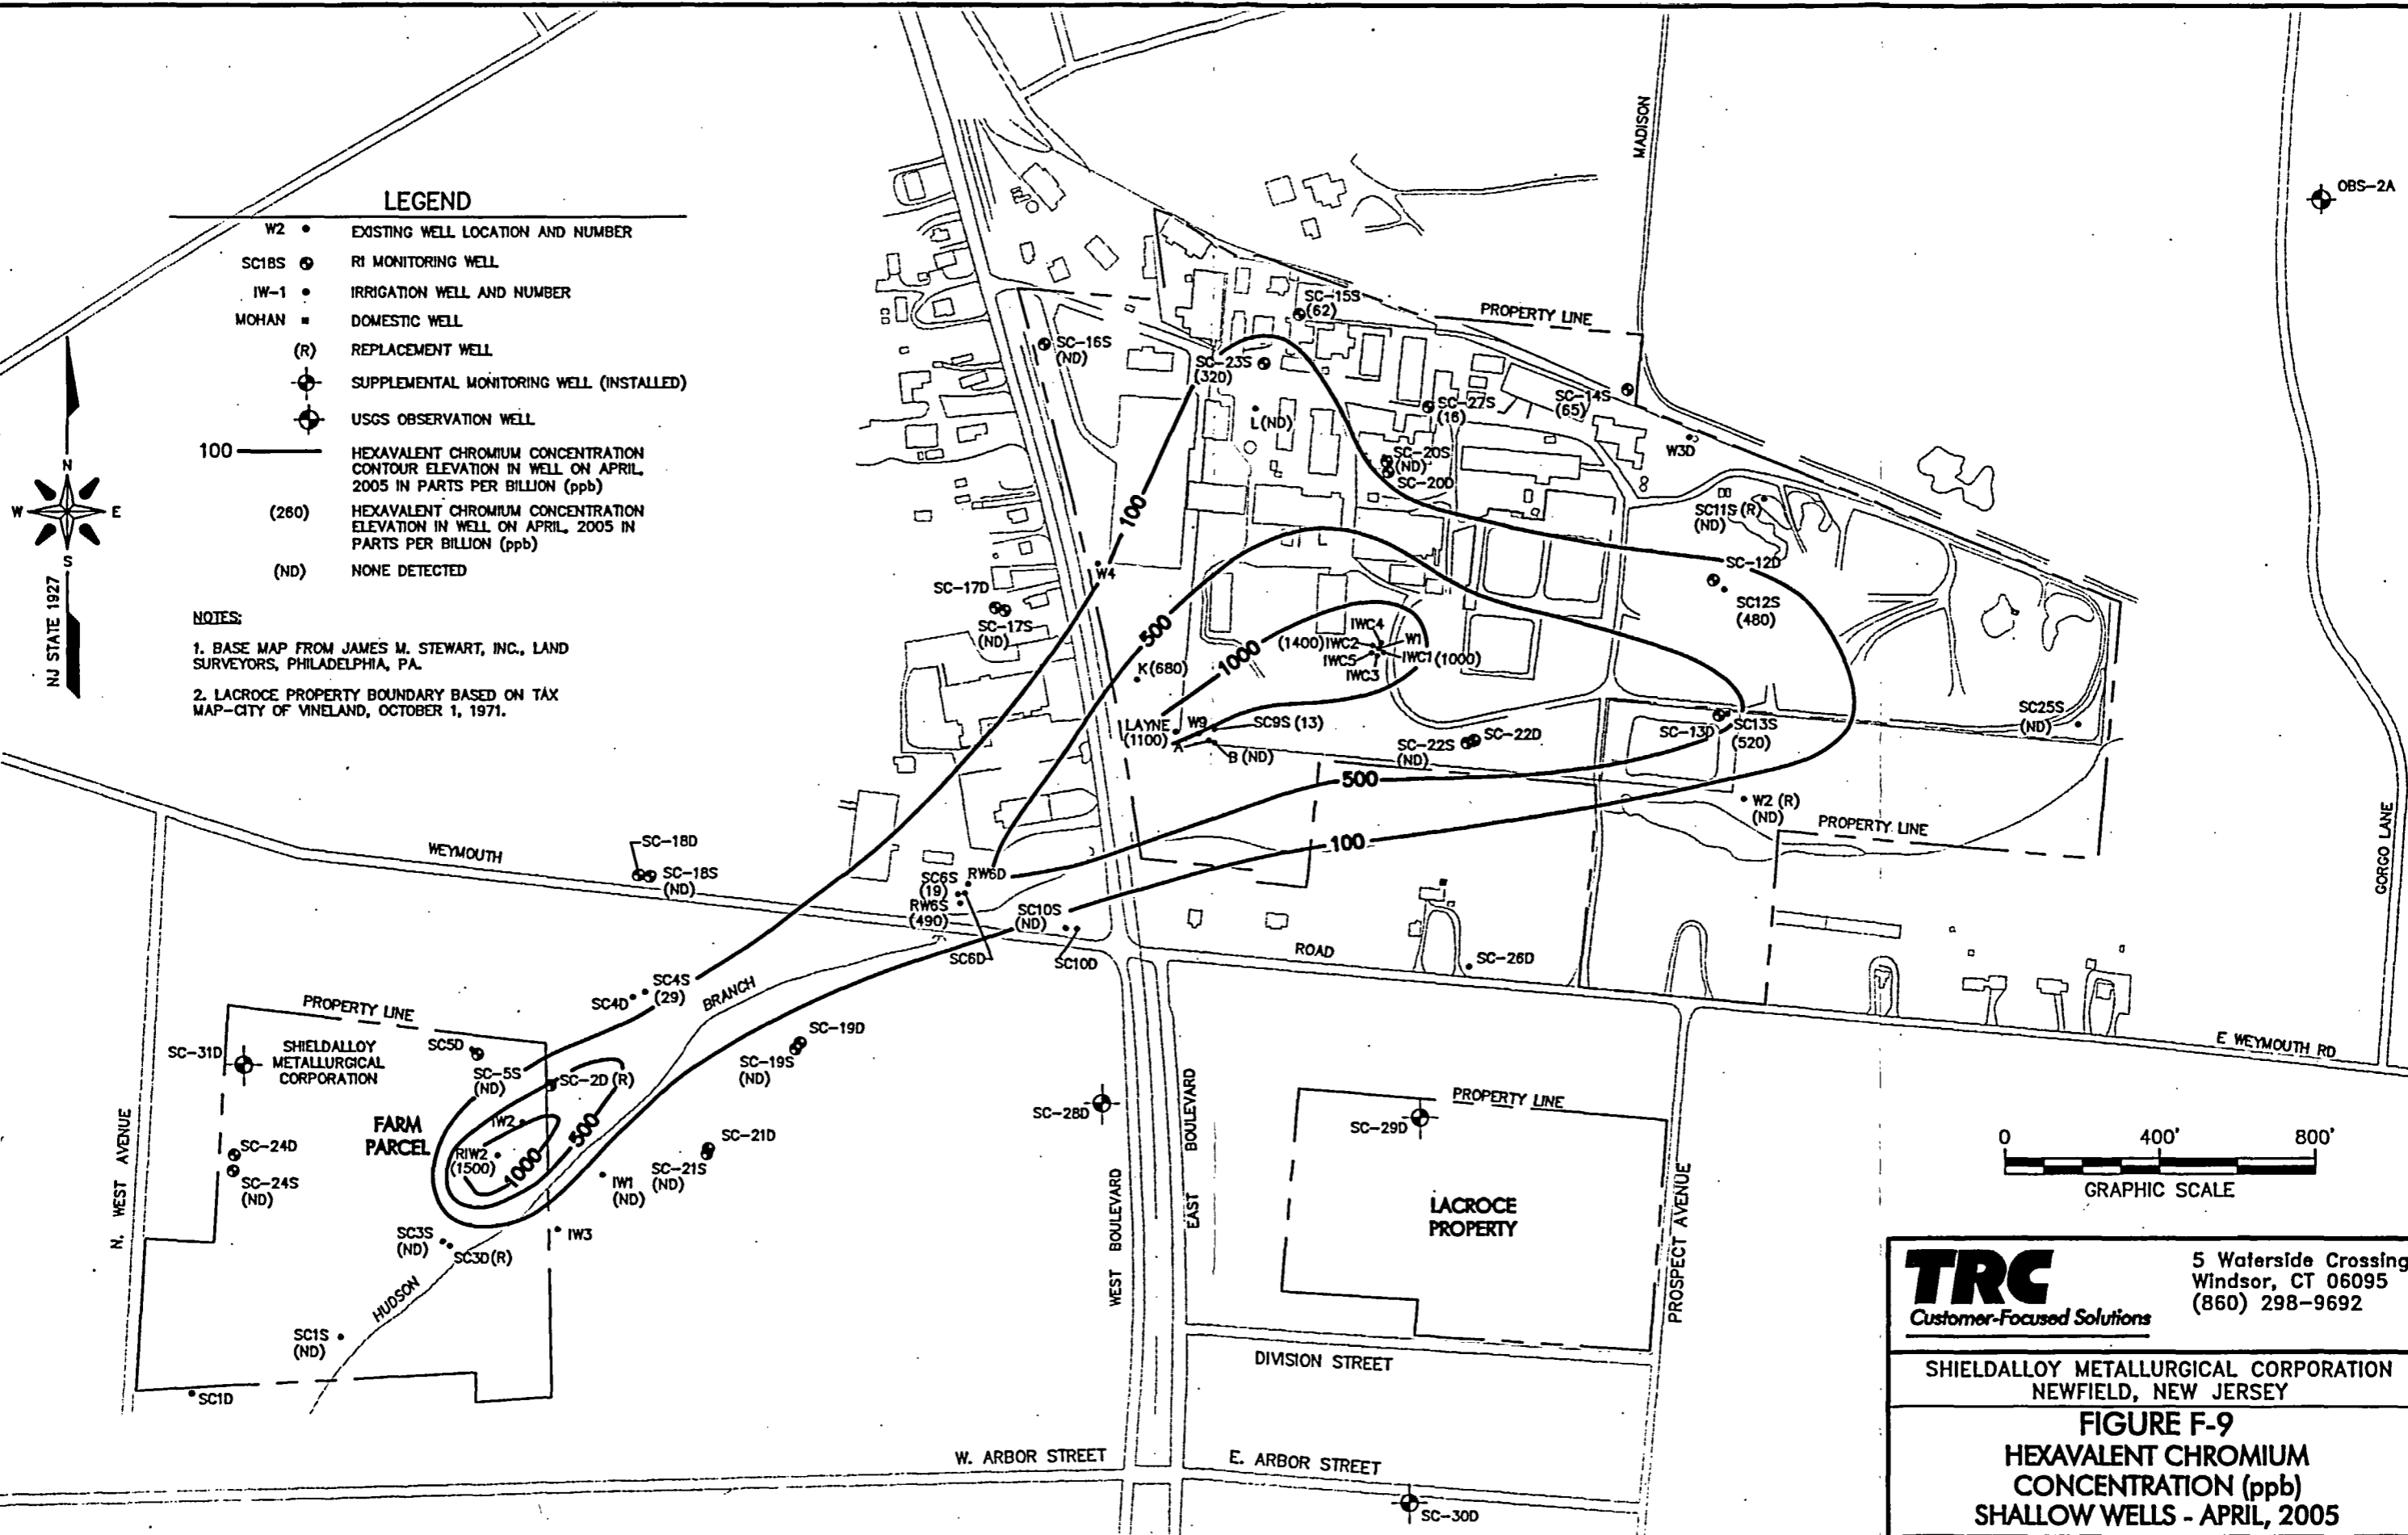 LEGEND
W2 EXISTING WELL LOCATION AND NUMBER
SC18S RI MONITORING WELL
IW-1 IRRIGATION WELL AND NUMBER
MOHAN DOMESTIC WELL
(R) REPLACEMENT WELL
SUPPLEMENTAL MONITORING WELL (INSTALLED)
USGS OBSERVATION WELL
100 HEXAVALENT CHROMIUM CONCENTRATION
CONTOUR ELEVATION IN WELL ON APRIL,
2005 IN PARTS PER BILLION (ppb)
(260) HEXAVALENT CHROMIUM CONCENTRATION
ELEVATION IN WELL ON APRIL, 2005 IN
PARTS PER BILLION (ppb)
(ND) NONE DETECTED
NOTES:
1. BASE MAP FROM JAMES M. STEWART, INC., LAND
SURVEYORS, PHILADELPHIA, PA.
2. LACROCE PROPERTY BOUNDARY BASED ON TAX
MAP-CITY OF VINELAND, OCTOBER 1, 1971.
N
W
E
S
NJ STATE 1927
MADISON
OBS-2A
SC-15S
(62)
PROPERTY LINE
SC-16S
(ND)
SC-23S
(320)
L(ND)
SC-27S
(16)
SC-14S
(65)
W3D
SC-20S
(ND)
SC-20D
100
SC11S (R)
(ND)
SC-12D
SC12S
(480)
W4
SC-17D
SC-17S
(ND)
500
1000
K(680)
IWC4
W1
(1400)IWC2
IWC5
IWC1(1000)
IWC3
LAYNE
(1100)
W9
SC9S (13)
A
B (ND)
SC-22S
(ND)
SC-22D
SC-13D
SC13S
(520)
SC25S
(ND)
500
W2 (R)
(ND)
PROPERTY LINE
100
GORGO LANE
WEYMOUTH
SC-18D
SC-18S
(ND)
SC6S
(19)
RW6D
RW6S
(490)
SC10S
(ND)
SC6D
SC10D
ROAD
SC-26D
E WEYMOUTH RD
SC4S
(29)
SC4D
BRANCH
PROPERTY LINE
SC-31D
SHIELDALLOY
METALLURGICAL
CORPORATION
SC5D
SC-5S
(ND)
SC-2D (R)
SC-19D
SC-19S
(ND)
FARM
PARCEL
IW2
RIW2
(1500)
500
1000
SC-24D
SC-24S
(ND)
IW1
(ND)
SC-21D
SC-21S
(ND)
IW3
SC3S
(ND)
SC3D(R)
HUDSON
SC1S
(ND)
SC1D
N. WEST AVENUE
SC-28D
WEST BOULEVARD
EAST BOULEVARD
PROPERTY LINE
SC-29D
LACROCE
PROPERTY
PROSPECT AVENUE
DIVISION STREET
W. ARBOR STREET
E. ARBOR STREET
SC-30D
0 400' 800'
GRAPHIC SCALE
TRC
Customer-Focused Solutions
5 Waterside Crossing
Windsor, CT 06095
(860) 298-9692
SHIELDALLOY METALLURGICAL CORPORATION
NEWFIELD, NEW JERSEY
FIGURE F-9
HEXAVALENT CHROMIUM
CONCENTRATION (ppb)
SHALLOW WELLS - APRIL, 2005